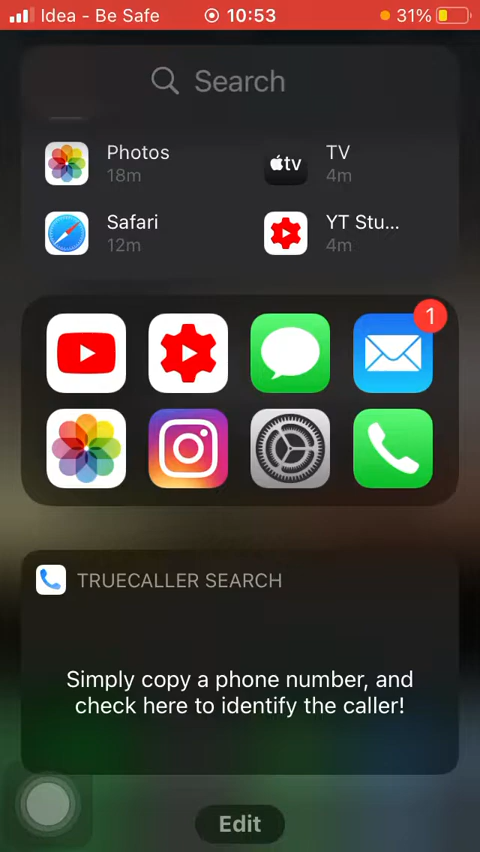 Idea - Be Safe 10:53 31%
Search
Photos
18m
TV
4m
Safari
12m
YT Stu...
4m
tv
1
TRUECALLER SEARCH
Simply copy a phone number, and
check here to identify the caller!
Edit